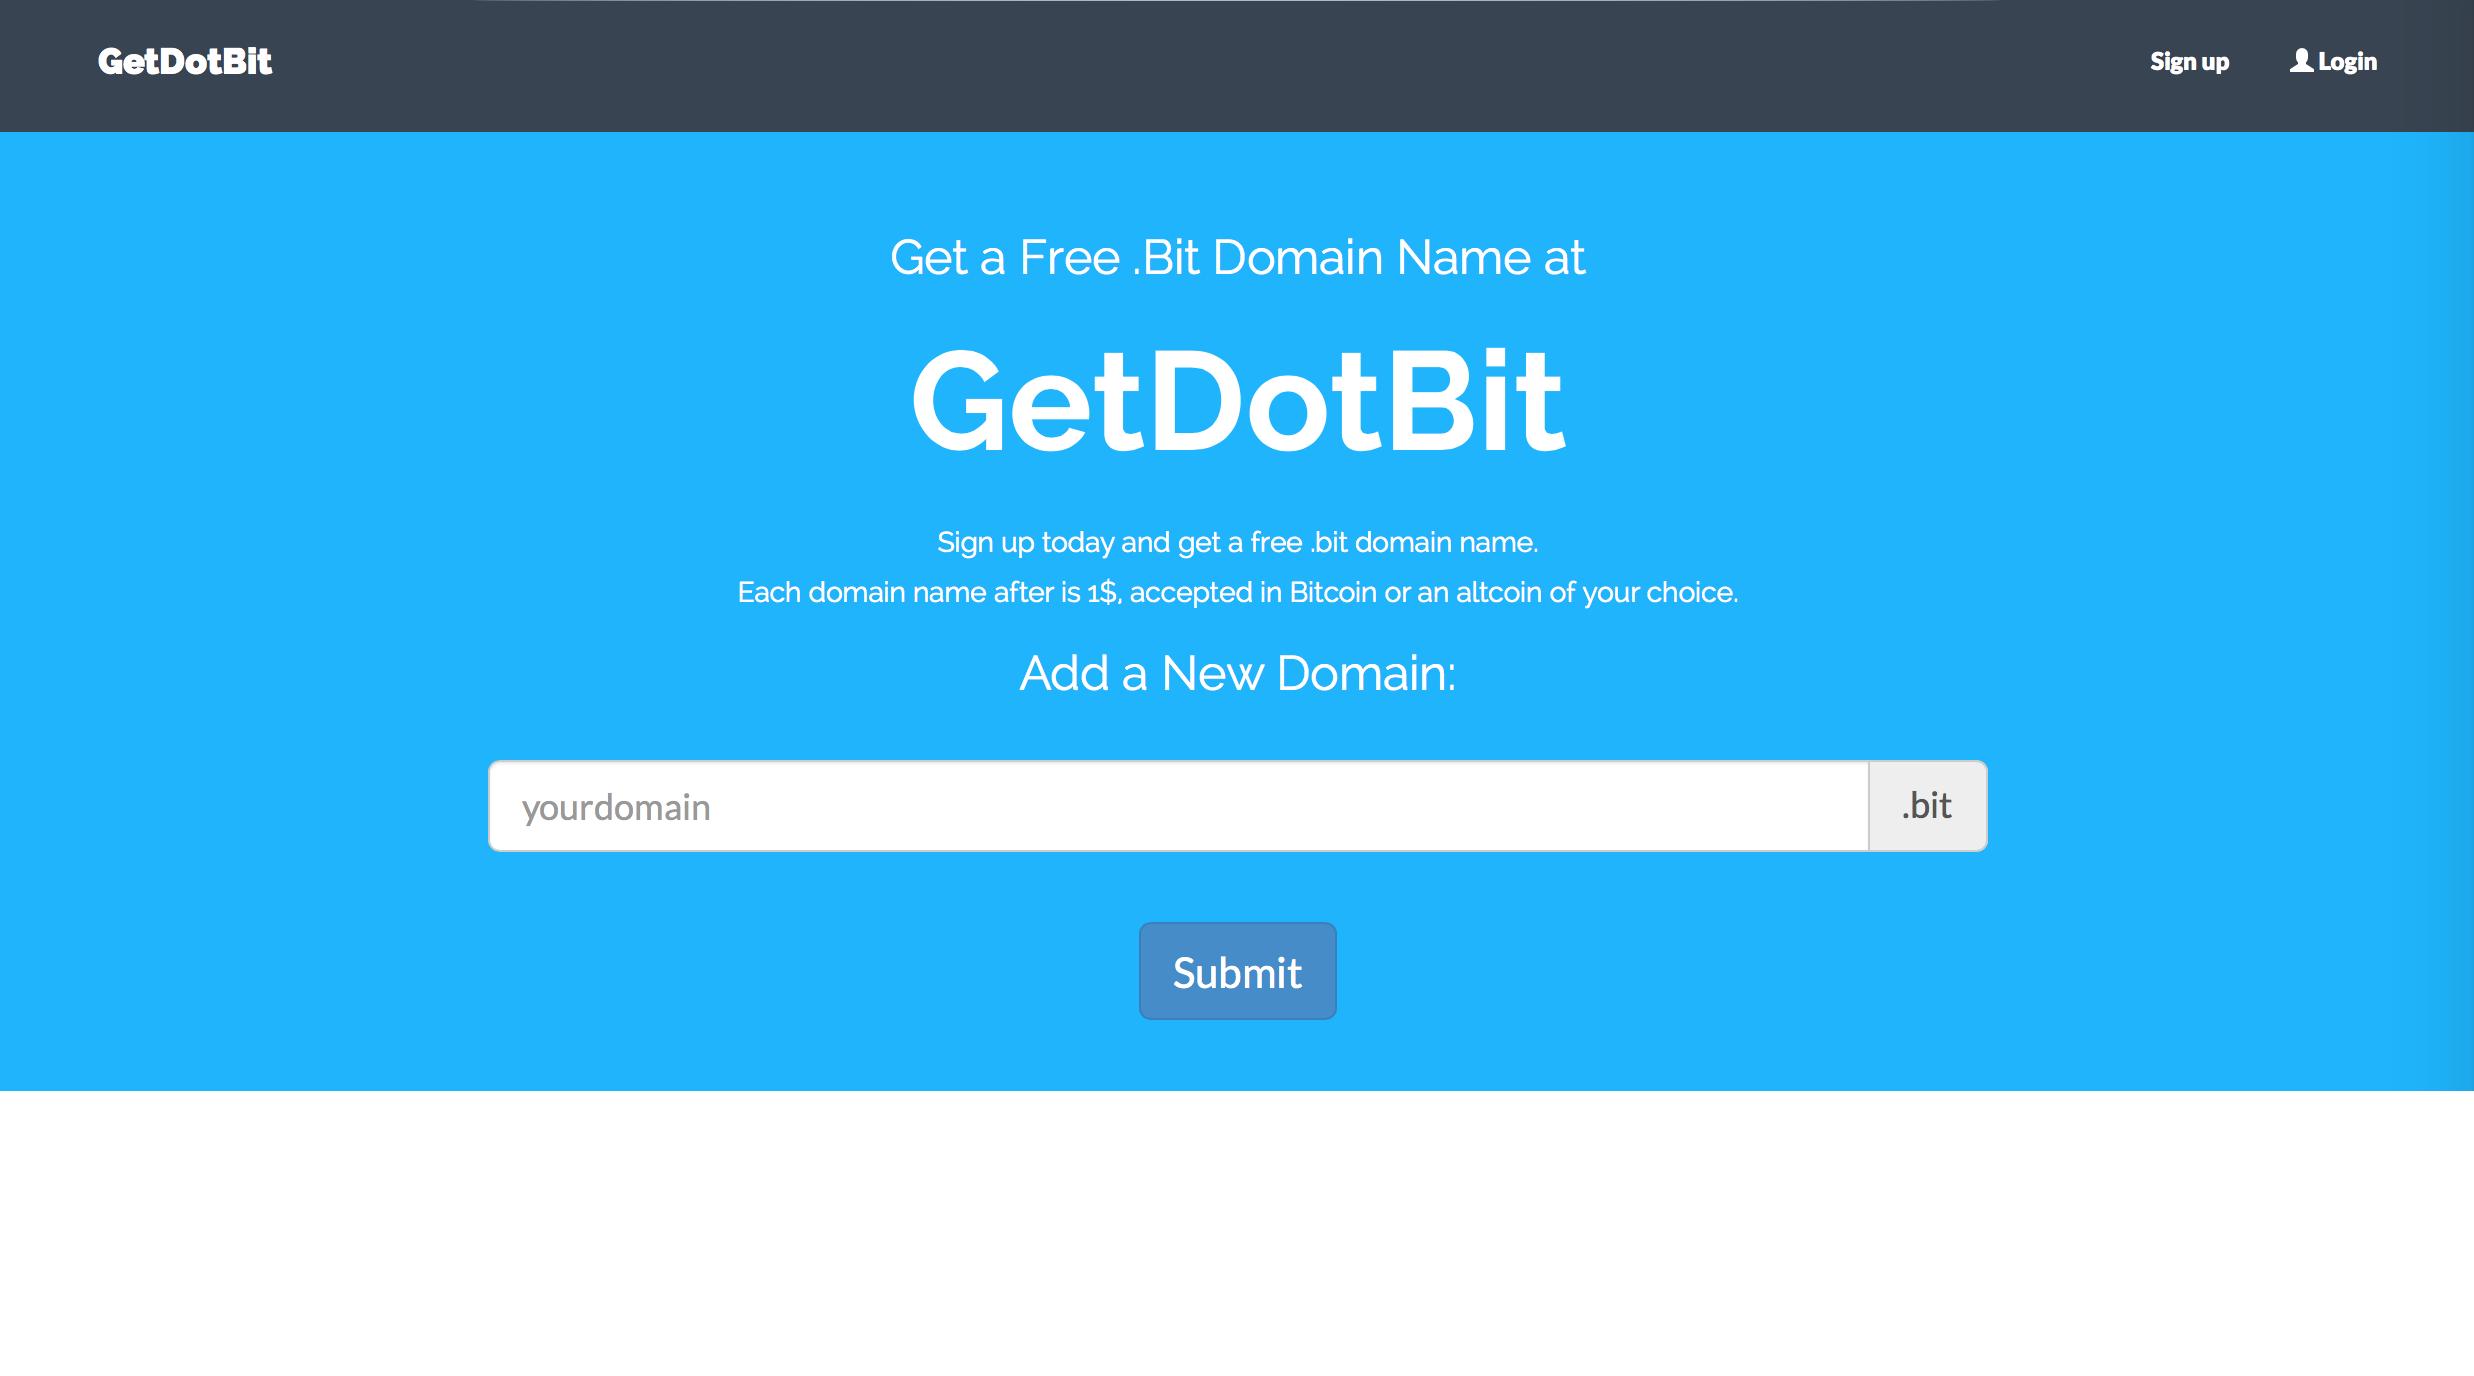 GetDotBit
Sign up
Login
Get a Free .Bit Domain Name at
GetDotBit
Sign up today and get a free .bit domain name.
Each domain name after is 1$, accepted in Bitcoin or an altcoin of your choice.
Add a New Domain:
yourdomain
.bit
Submit